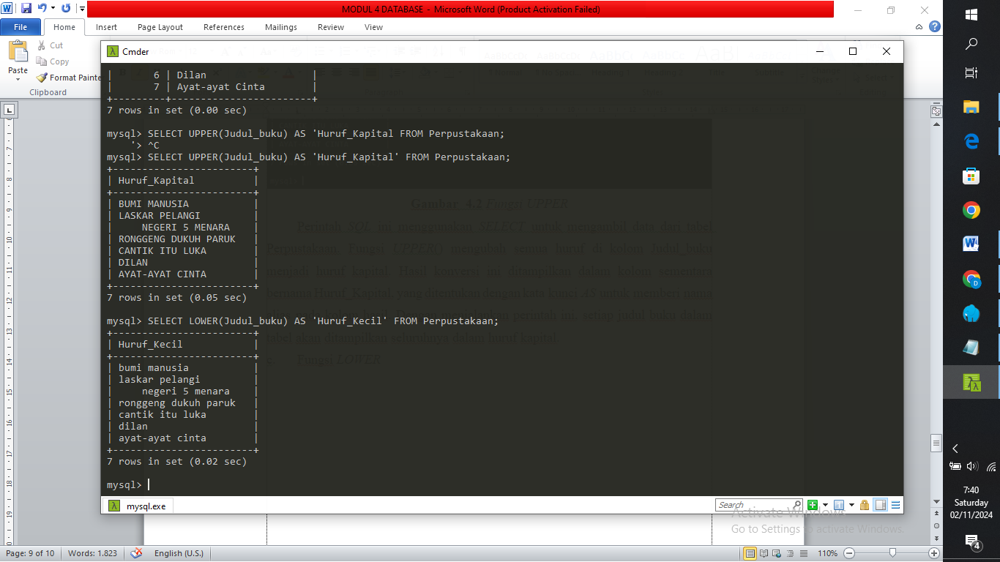 MODUL 4 DATABASE - Microsoft Word (Product Activation Failed)
File Home Insert Page Layout References Mailings Review View
Cut
Copy
Paste
Format Painte
Clipboard
Cmder
| 6 | Dilan |
| 7 | Ayat-ayat Cinta |
+---------+------------------------+
7 rows in set (0.00 sec)
mysql> SELECT UPPER(Judul_buku) AS 'Huruf_Kapital FROM Perpustakaan;
'> ^C
mysql> SELECT UPPER(Judul_buku) AS 'Huruf_Kapital' FROM Perpustakaan;
+------------------------+
| Huruf_Kapital |
+------------------------+
| BUMI MANUSIA |
| LASKAR PELANGI |
| NEGERI 5 MENARA |
| RONGGENG DUKUH PARUK |
| CANTIK ITU LUKA |
| DILAN |
| AYAT-AYAT CINTA |
+------------------------+
7 rows in set (0.05 sec)
mysql> SELECT LOWER(Judul_buku) AS 'Huruf_Kecil' FROM Perpustakaan;
+------------------------+
| Huruf_Kecil |
+------------------------+
| bumi manusia |
| laskar pelangi |
| negeri 5 menara |
| ronggeng dukuh paruk |
| cantik itu luka |
| dilan |
| ayat-ayat cinta |
+------------------------+
7 rows in set (0.02 sec)
mysql>
Gambar 4.2 Fungsi UPPER
Perintah SQL ini menggunakan SELECT untuk mengambil data dari tabel
Perpustakaan. Fungsi UPPER() mengubah semua huruf di kolom Judul_buku
menjadi huruf kapital. Hasil konversi ini ditampilkan dalam kolom sementara
bernama Huruf_Kapital, yang ditentukan dengan kata kunci AS untuk memberi nama
pada kolom hasil. Dengan menjalankan perintah ini, setiap judul buku dalam
tabel akan ditampilkan seluruhnya dalam huruf kapital.
c. Fungsi LOWER
mysql.exe
Search
Activate Windows
Go to Settings to activate Windows.
Page: 9 of 10 Words: 1.823 English (U.S.) 110%
7:40
Saturday
02/11/2024
4